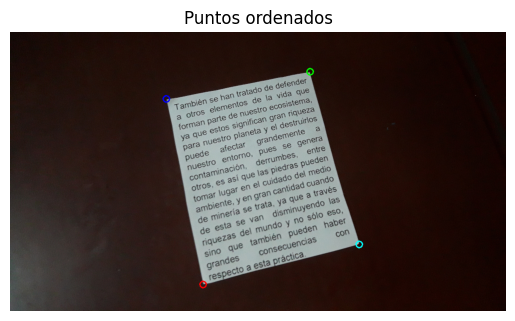 Puntos ordenados
También se han tratado de defender
a otros elementos de la vida que
forman parte de nuestro ecosistema,
ya que estos significan gran riqueza
para nuestro planeta y el destruirlos
puede afectar grandemente a
nuestro entorno, pues se genera
contaminación, derrumbes, entre
otros, es así que las piedras pueden
tomar lugar en el cuidado del medio
ambiente, y en gran cantidad cuando
de minería se trata, ya que a través
de esta se van disminuyendo las
riquezas del mundo y no sólo eso,
sino que también pueden haber
grandes consecuencias con
respecto a esta práctica